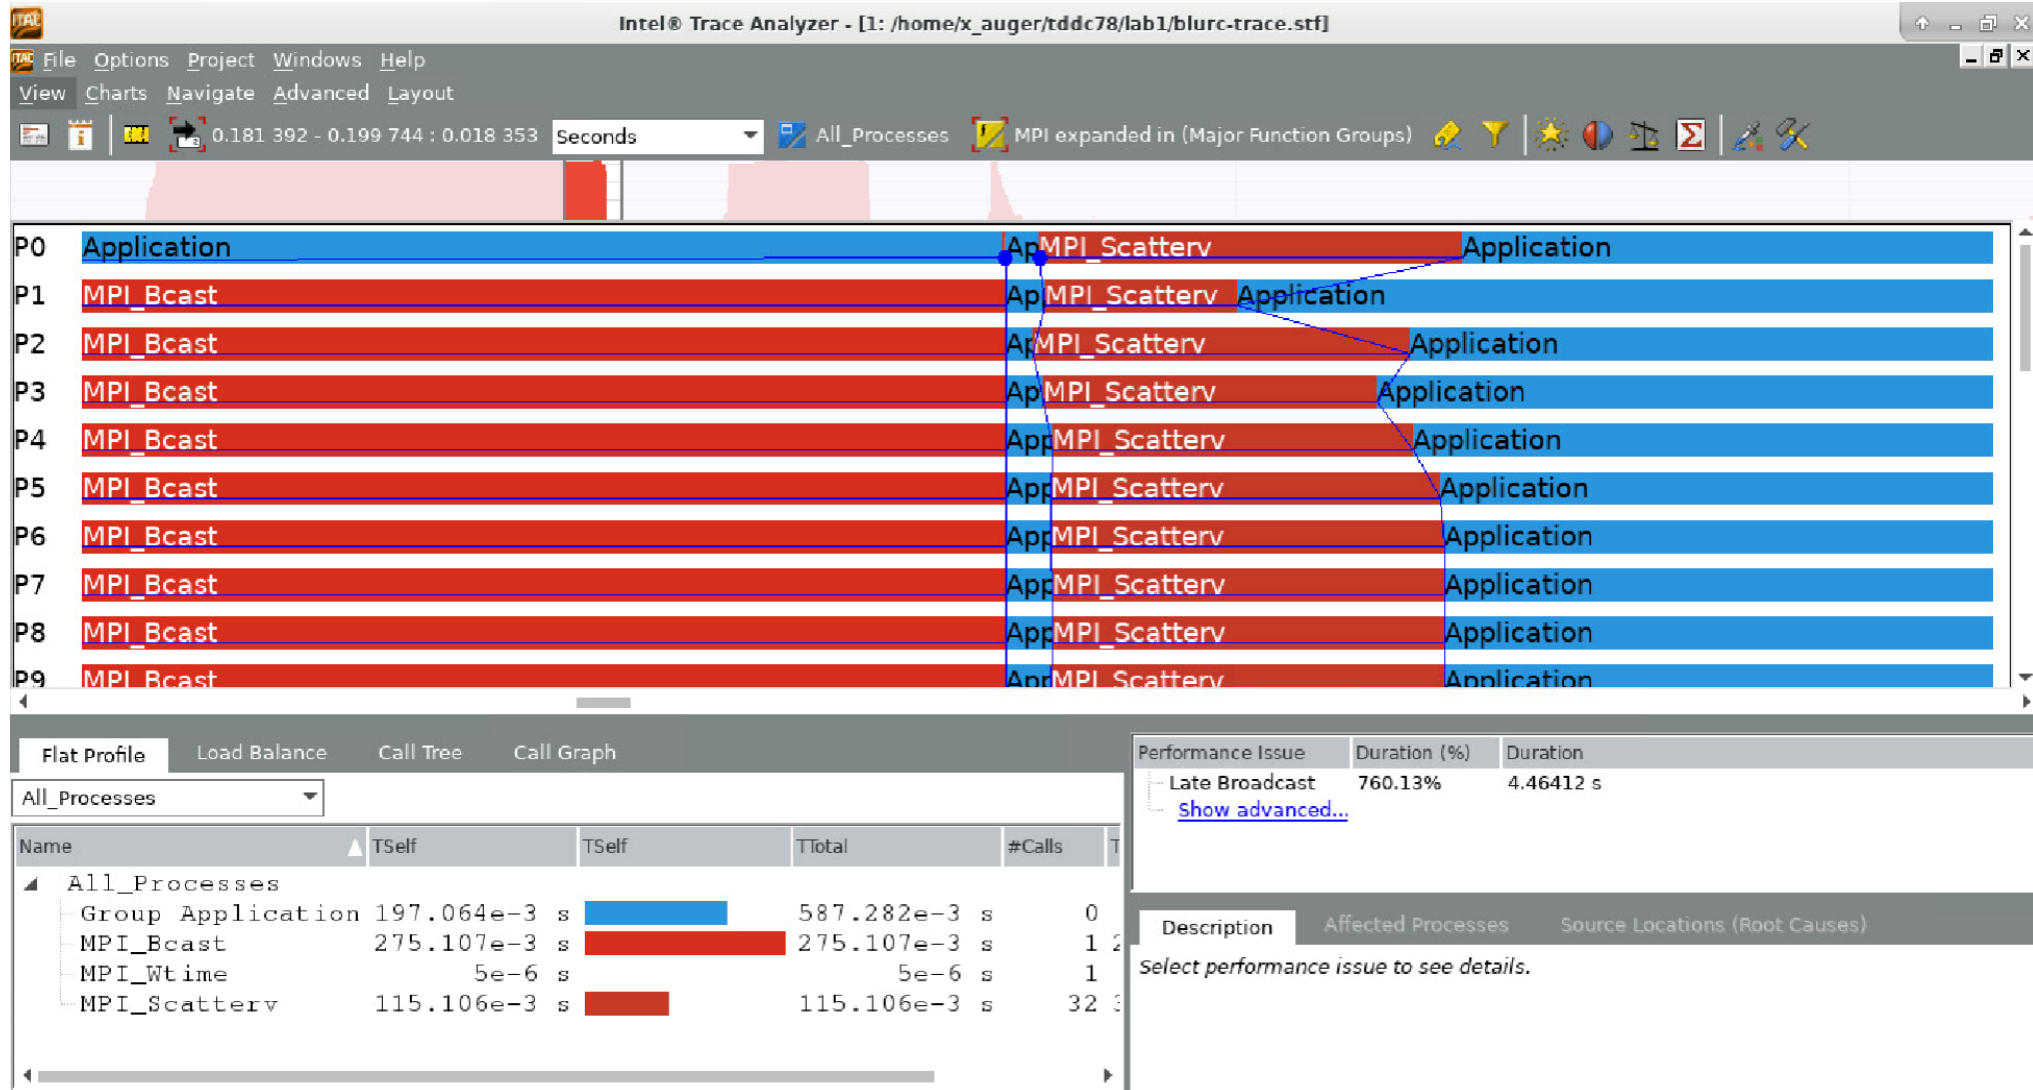 ITAC Intel® Trace Analyzer - [1: /home/x_auger/tddc78/lab1/blurc-trace.stf]
ITAC File Options Project Windows Help
View Charts Navigate Advanced Layout
0.181 392 - 0.199 744 : 0.018 353 Seconds All_Processes MPI expanded in (Major Function Groups)
P0 Application Ap MPI_Scatterv Application
P1 MPI_Bcast Ap MPI_Scatterv Application
P2 MPI_Bcast Ap MPI_Scatterv Application
P3 MPI_Bcast Ap MPI_Scatterv Application
P4 MPI_Bcast App MPI_Scatterv Application
P5 MPI_Bcast App MPI_Scatterv Application
P6 MPI_Bcast App MPI_Scatterv Application
P7 MPI_Bcast App MPI_Scatterv Application
P8 MPI_Bcast App MPI_Scatterv Application
P9 MPI_Bcast App MPI_Scatterv Application
Flat Profile Load Balance Call Tree Call Graph
All_Processes
Name TSelf TSelf TTotal #Calls T
All_Processes
Group Application 197.064e-3 s 587.282e-3 s 0
MPI_Bcast 275.107e-3 s 275.107e-3 s 1 2
MPI_Wtime 5e-6 s 5e-6 s 1
MPI_Scatterv 115.106e-3 s 115.106e-3 s 32
Performance Issue Duration (%) Duration
Late Broadcast 760.13% 4.46412 s
Show advanced...
Description Affected Processes Source Locations (Root Causes)
Select performance issue to see details.